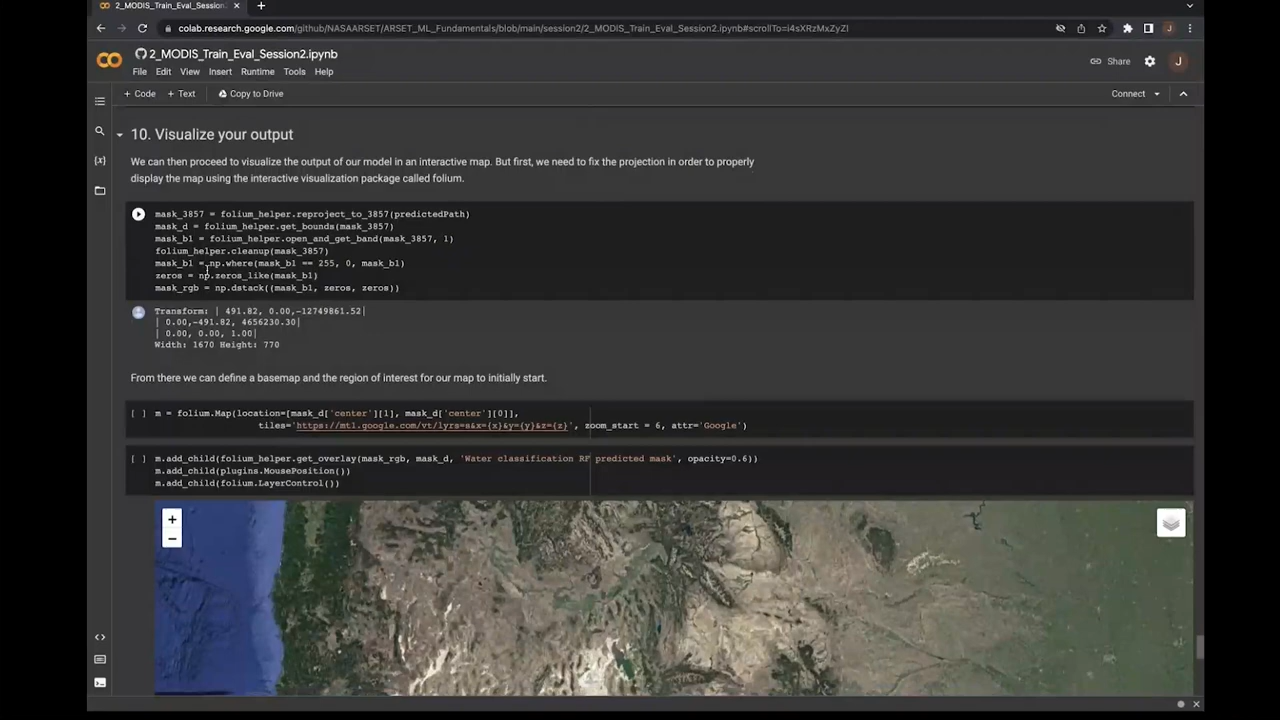 2_MODIS_Train_Eval_Session2.ip
colab.research.google.com/github/NASAARSET/ARSET_ML_Fundamentals/blob/main/session2/2_MODIS_Train_Eval_Session2.ipynb#scrollTo=i4sXRzMxZyZI
J
2_MODIS_Train_Eval_Session2.ipynb
File Edit View Insert Runtime Tools Help
Share
J
+ Code + Text Copy to Drive
Connect
{x}
10. Visualize your output
We can then proceed to visualize the output of our model in an interactive map. But first, we need to fix the projection in order to properly
display the map using the interactive visualization package called folium.
mask_3857 = folium_helper.reproject_to_3857(predictedPath)
mask_d = folium_helper.get_bounds(mask_3857)
mask_b1 = folium_helper.open_and_get_band(mask_3857, 1)
folium_helper.cleanup(mask_3857)
mask_b1 = np.where(mask_b1 == 255, 0, mask_b1)
zeros = np.zeros_like(mask_b1)
mask_rgb = np.dstack((mask_b1, zeros, zeros))
Transform: | 491.82, 0.00,-12749861.52|
| 0.00,-491.82, 4656230.30|
| 0.00, 0.00, 1.00|
Width: 1670 Height: 770
From there we can define a basemap and the region of interest for our map to initially start.
[ ] m = folium.Map(location=[mask_d['center'][1], mask_d['center'][0]],
tiles='https://mt1.google.com/vt/lyrs=s&x={x}&y={y}&z={z}', zoom_start = 6, attr='Google')
[ ] m.add_child(folium_helper.get_overlay(mask_rgb, mask_d, 'Water classification RF predicted mask', opacity=0.6))
m.add_child(plugins.MousePosition())
m.add_child(folium.LayerControl())
+
−